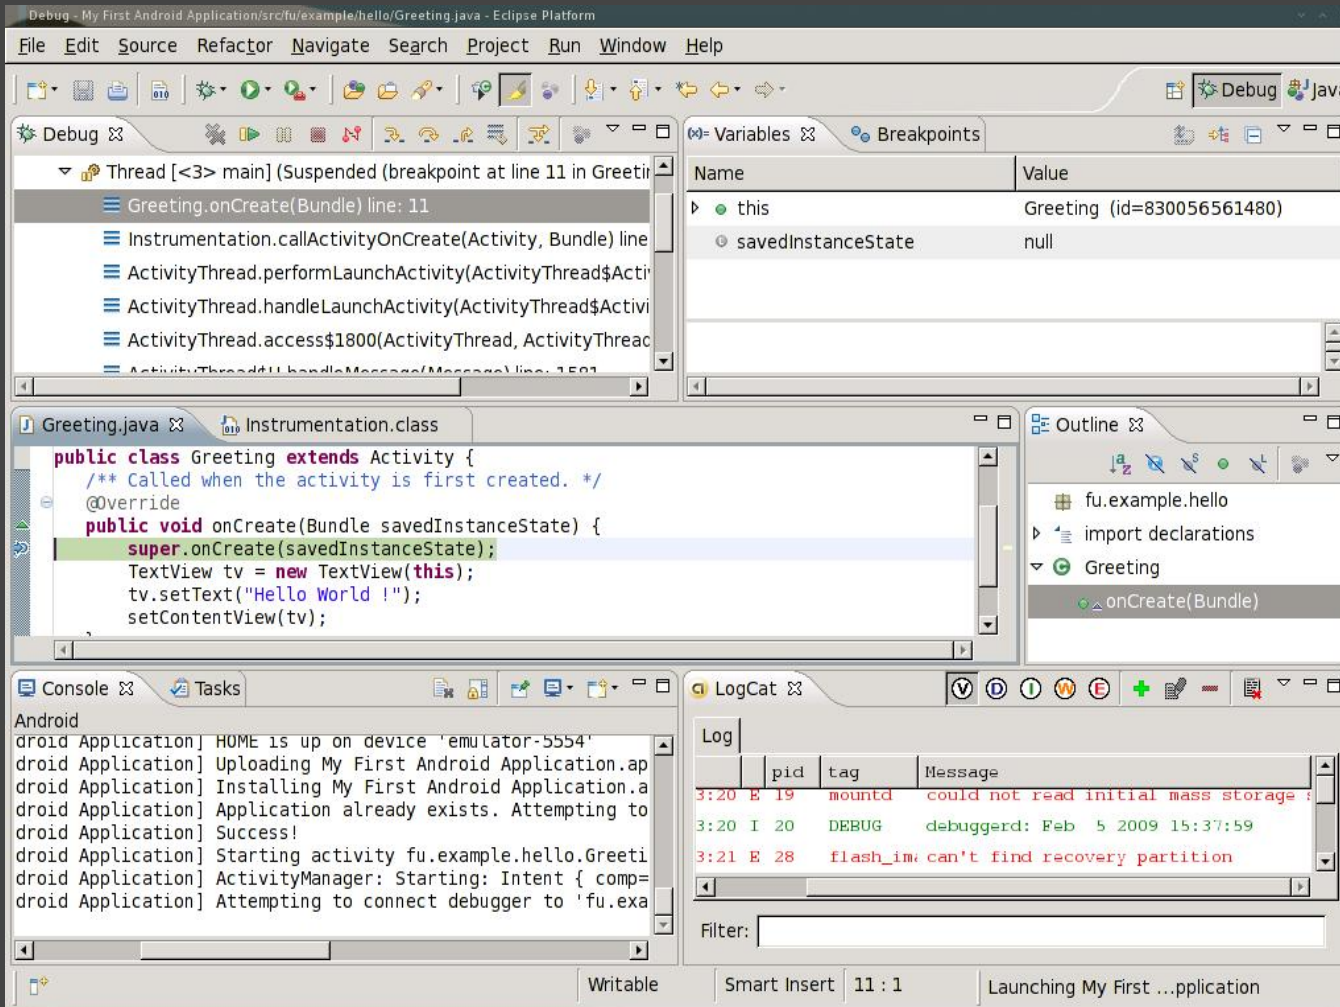 Debug - My First Android Application/src/fu/example/hello/Greeting.java - Eclipse Platform
File Edit Source Refactor Navigate Search Project Run Window Help
Debug Java
Debug
Thread [<3> main] (Suspended (breakpoint at line 11 in Greetin
Greeting.onCreate(Bundle) line: 11
Instrumentation.callActivityOnCreate(Activity, Bundle) line
ActivityThread.performLaunchActivity(ActivityThread$Activ
ActivityThread.handleLaunchActivity(ActivityThread$Activi
ActivityThread.access$1800(ActivityThread, ActivityThread
ActivityThread$H.handleMessage(Message) line: 1581
(x)= Variables Breakpoints
Name Value
this Greeting (id=830056561480)
savedInstanceState null
Greeting.java Instrumentation.class
public class Greeting extends Activity {
/** Called when the activity is first created. */
@Override
public void onCreate(Bundle savedInstanceState) {
super.onCreate(savedInstanceState);
TextView tv = new TextView(this);
tv.setText("Hello World !");
setContentView(tv);
}
Outline
fu.example.hello
import declarations
Greeting
onCreate(Bundle)
Console Tasks
Android
droid Application] HOME is up on device 'emulator-5554'
droid Application] Uploading My First Android Application.ap
droid Application] Installing My First Android Application.a
droid Application] Application already exists. Attempting to
droid Application] Success!
droid Application] Starting activity fu.example.hello.Greeti
droid Application] ActivityManager: Starting: Intent { comp=
droid Application] Attempting to connect debugger to 'fu.exa
LogCat V D I W E
Log
pid tag Message
3:20 E 19 mountd could not read initial mass storage s
3:20 I 20 DEBUG debuggerd: Feb 5 2009 15:37:59
3:21 E 28 flash_ima can't find recovery partition
Filter:
Writable Smart Insert 11 : 1 Launching My First ...pplication